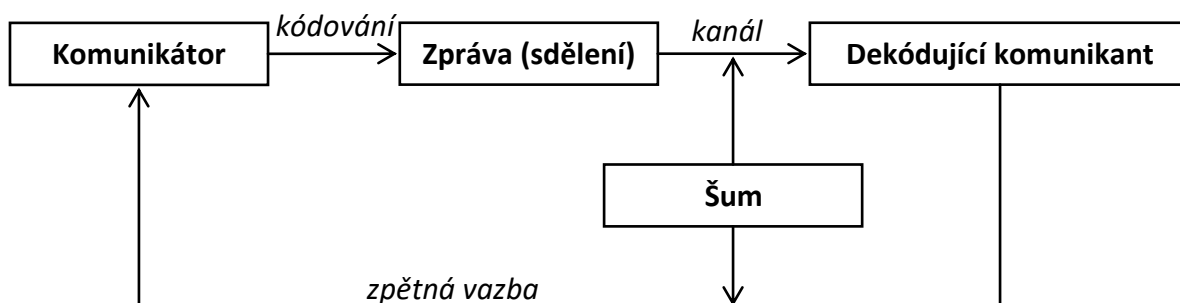 kódování
kanál
Komunikátor
Zpráva (sdělení)
Dekódující komunikant
Šum
zpětná vazba